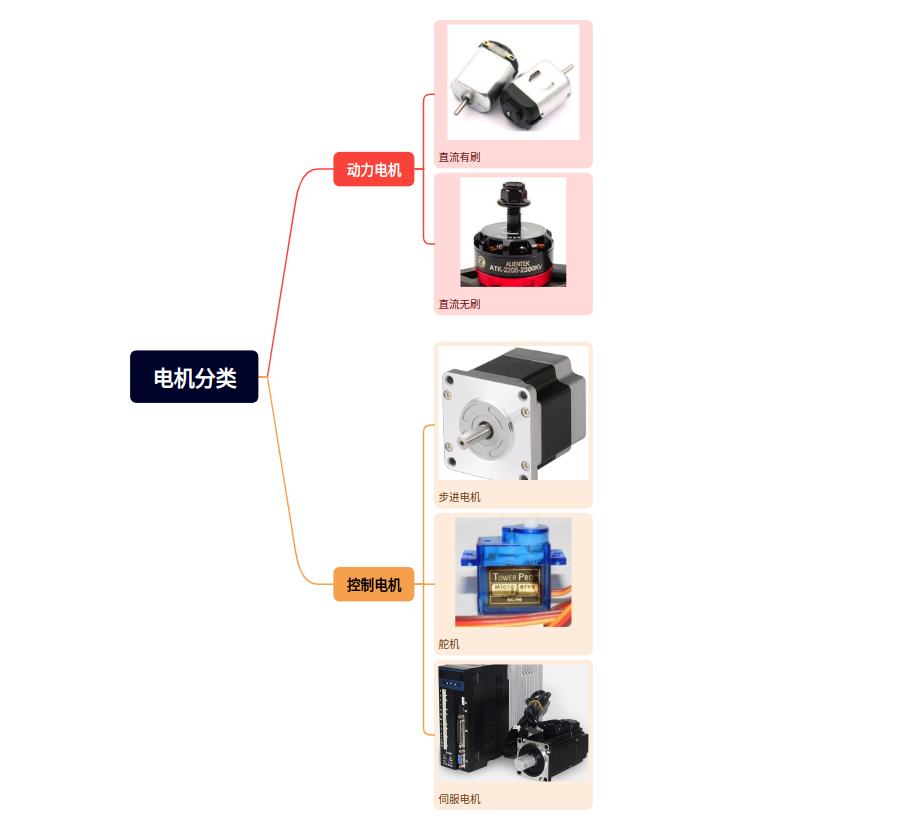 电机分类
动力电机
直流有刷
ALIENTEK
ATK-2205-2300KV
直流无刷
控制电机
步进电机
TOWER PRO
Micro Servo
SG90
舵机
伺服电机